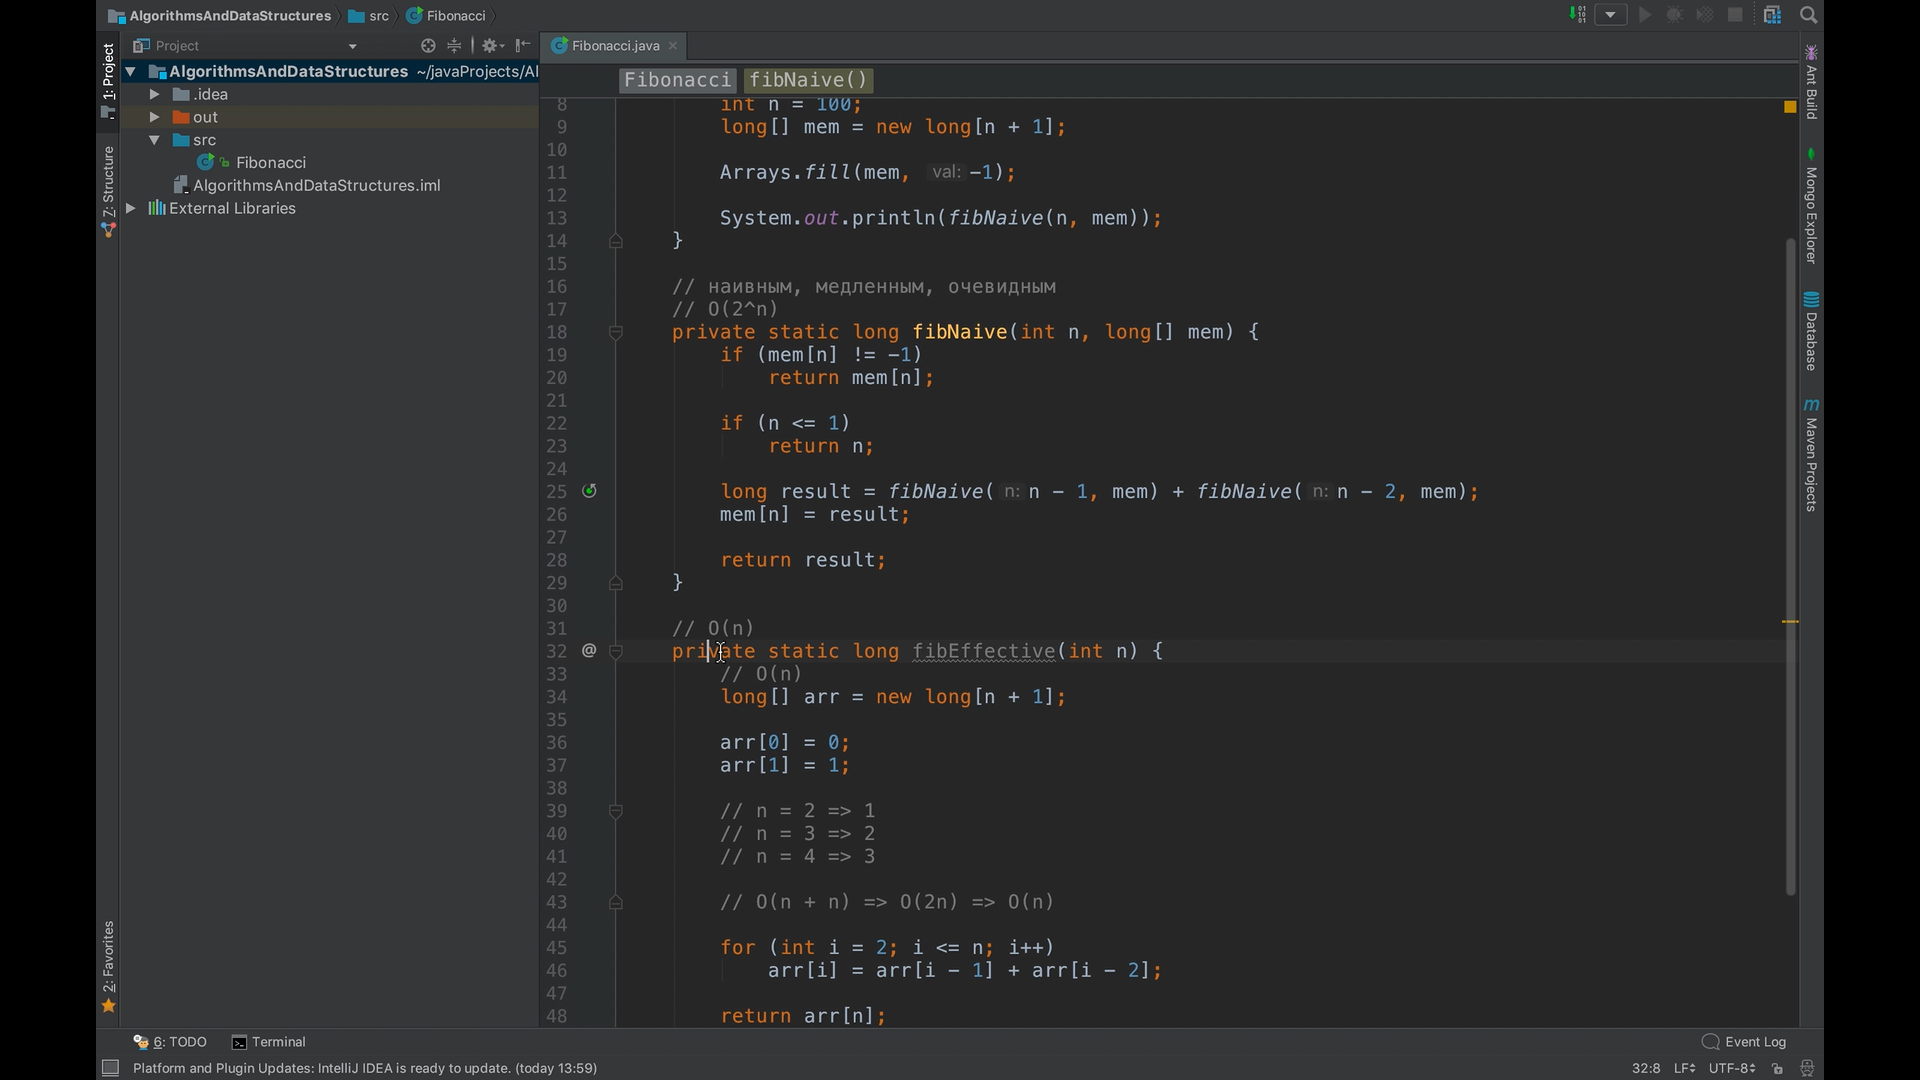 AlgorithmsAndDataStructures src Fibonacci
1: Project
Z: Structure
2: Favorites
Project
AlgorithmsAndDataStructures ~/javaProjects/Al
.idea
out
src
Fibonacci
AlgorithmsAndDataStructures.iml
External Libraries
Fibonacci.java
Fibonacci fibNaive()
8 int n = 100;
9 long[] mem = new long[n + 1];
10
11 Arrays.fill(mem, val: -1);
12
13 System.out.println(fibNaive(n, mem));
14 }
15
16 // наивным, медленным, очевидным
17 // O(2^n)
18 private static long fibNaive(int n, long[] mem) {
19 if (mem[n] != -1)
20 return mem[n];
21
22 if (n <= 1)
23 return n;
24
25 long result = fibNaive( n: n - 1, mem) + fibNaive( n: n - 2, mem);
26 mem[n] = result;
27
28 return result;
29 }
30
31 // O(n)
32 @ private static long fibEffective(int n) {
33 // O(n)
34 long[] arr = new long[n + 1];
35
36 arr[0] = 0;
37 arr[1] = 1;
38
39 // n = 2 => 1
40 // n = 3 => 2
41 // n = 4 => 3
42
43 // O(n + n) => O(2n) => O(n)
44
45 for (int i = 2; i <= n; i++)
46 arr[i] = arr[i - 1] + arr[i - 2];
47
48 return arr[n];
Ant Build
Mongo Explorer
Database
m Maven Projects
6: TODO Terminal Event Log
Platform and Plugin Updates: IntelliJ IDEA is ready to update. (today 13:59) 32:8 LF UTF-8